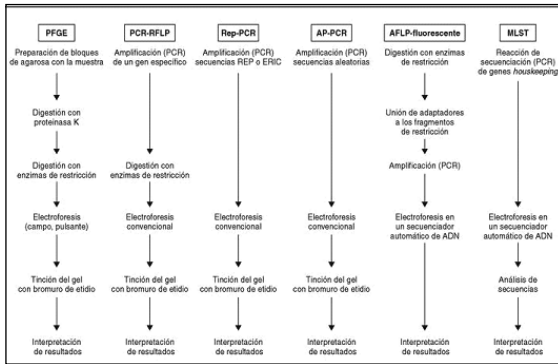 PFGE
Preparación de bloques
de agarosa con la muestra
Digestión con
proteinasa K
Digestión con
enzimas de restricción
Electroforesis
(campo, pulsante)
Tinción del gel
con bromuro de etidio
Interpretación
de resultados
PCR-RFLP
Amplificación (PCR)
de un gen específico
Digestión con
enzimas de restricción
Electroforesis
convencional
Tinción del gel
con bromuro de etidio
Interpretación
de resultados
Rep-PCR
Amplificación (PCR)
secuencias REP o ERIC
Electroforesis
convencional
Tinción del gel
con bromuro de etidio
Interpretación
de resultados
AP-PCR
Amplificación (PCR)
secuencias aleatorias
Electroforesis
convencional
Tinción del gel
con bromuro de etidio
Interpretación
de resultados
AFLP-fluorescente
Digestión con enzimas
de restricción
Unión de adaptadores
a los fragmentos
de restricción
Amplificación (PCR)
Electroforesis en
un secuenciador
automático de ADN
Interpretación
de resultados
MLST
Reacción de
secuenciación (PCR)
de genes housekeeping
Electroforesis en
un secuenciador
automático de ADN
Análisis de
secuencias
Interpretación
de resultados